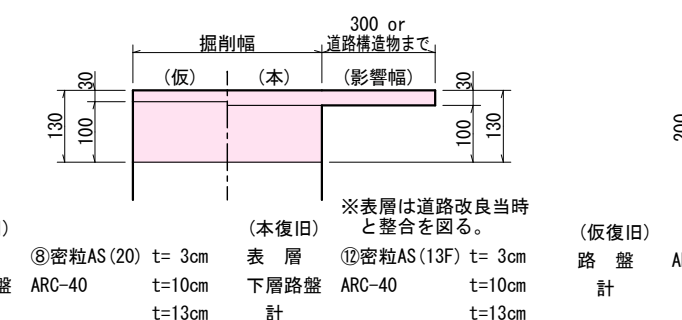 300 or
掘削幅 道路構造物まで
(仮) (本) (影響幅)
30 30
130 100 100 130
※表層は道路改良当時
と整合を図る。
(本復旧) (仮復旧)
⑧密粒AS(20) t= 3cm 表 層 ⑫密粒AS(13F) t= 3cm 路 盤
盤 ARC-40 t=10cm 下層路盤 ARC-40 t=10cm 計
t=13cm 計 t=13cm